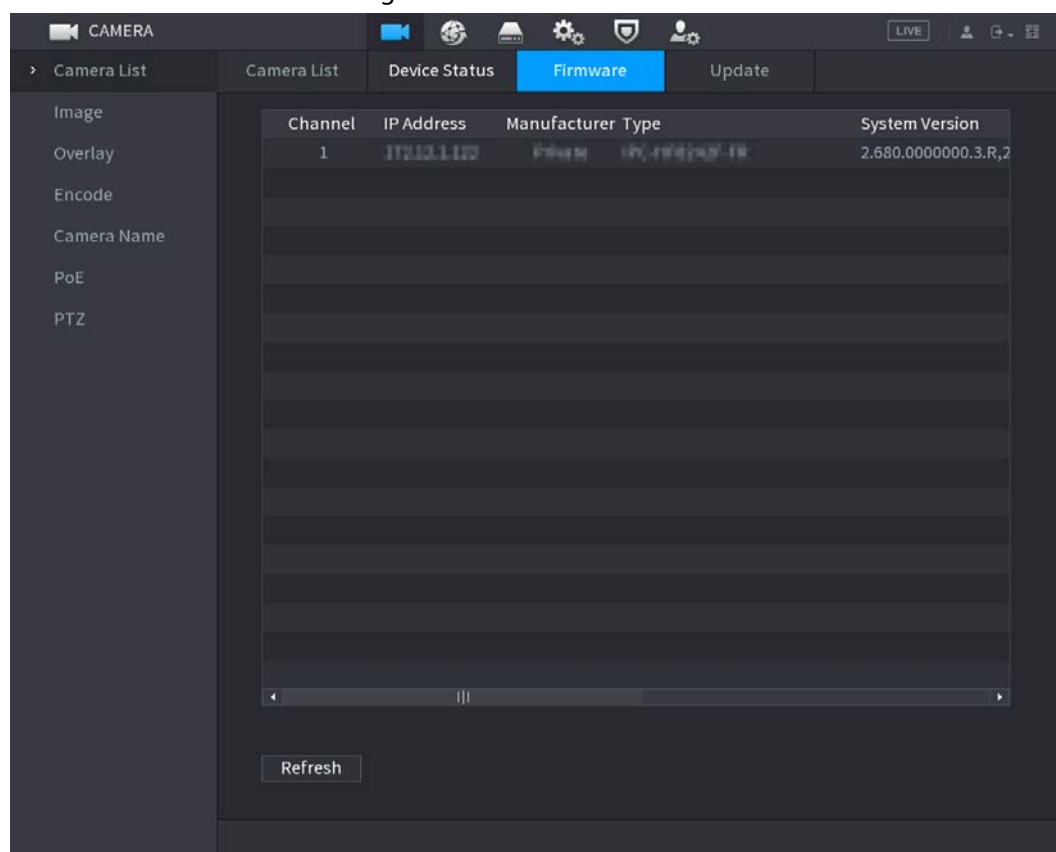 CAMERA LIVE
Camera List Camera List Device Status Firmware Update
Image
Overlay
Encode
Camera Name
PoE
PTZ
Channel IP Address Manufacturer Type System Version
1 2.680.0000000.3.R,2
Refresh